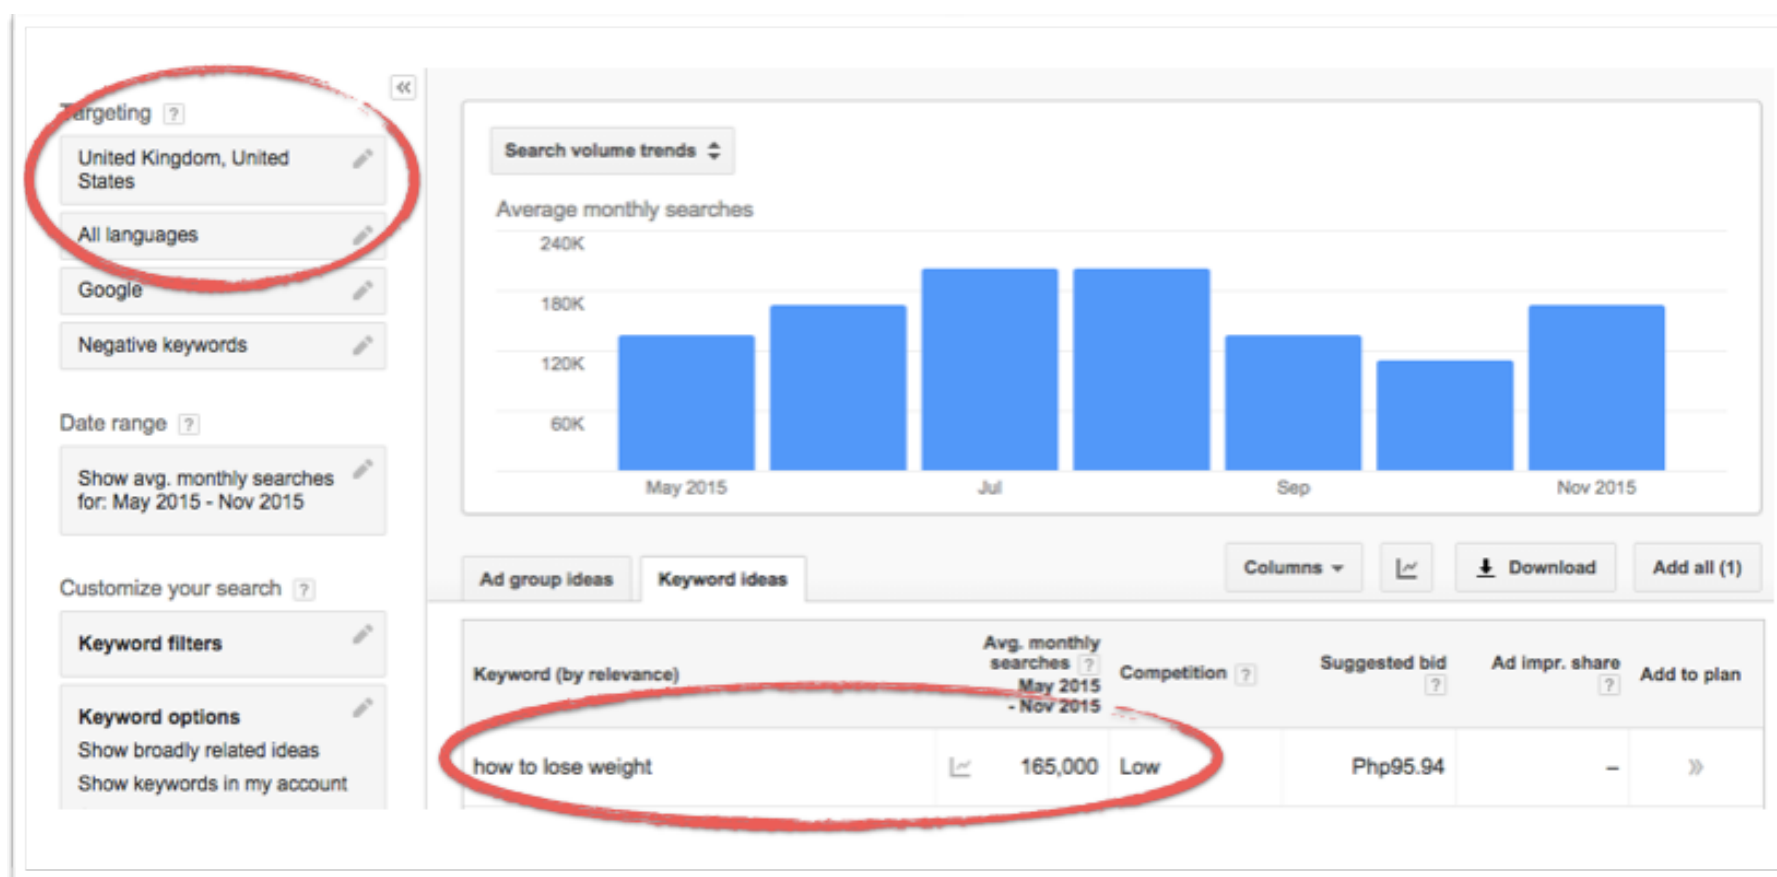 Targeting ?
United Kingdom, United
States
All languages
Google
Negative keywords
Date range ?
Show avg. monthly searches
for: May 2015 - Nov 2015
Customize your search ?
Keyword filters
Keyword options
Show broadly related ideas
Show keywords in my account
Search volume trends
Average monthly searches
240K
180K
120K
60K
May 2015 Jul Sep Nov 2015
Ad group ideas Keyword ideas
Columns Download Add all (1)
Keyword (by relevance)
Avg. monthly
searches ?
May 2015
- Nov 2015
Competition ?
Suggested bid
?
Ad impr. share
?
Add to plan
how to lose weight 165,000 Low Php95.94 – »